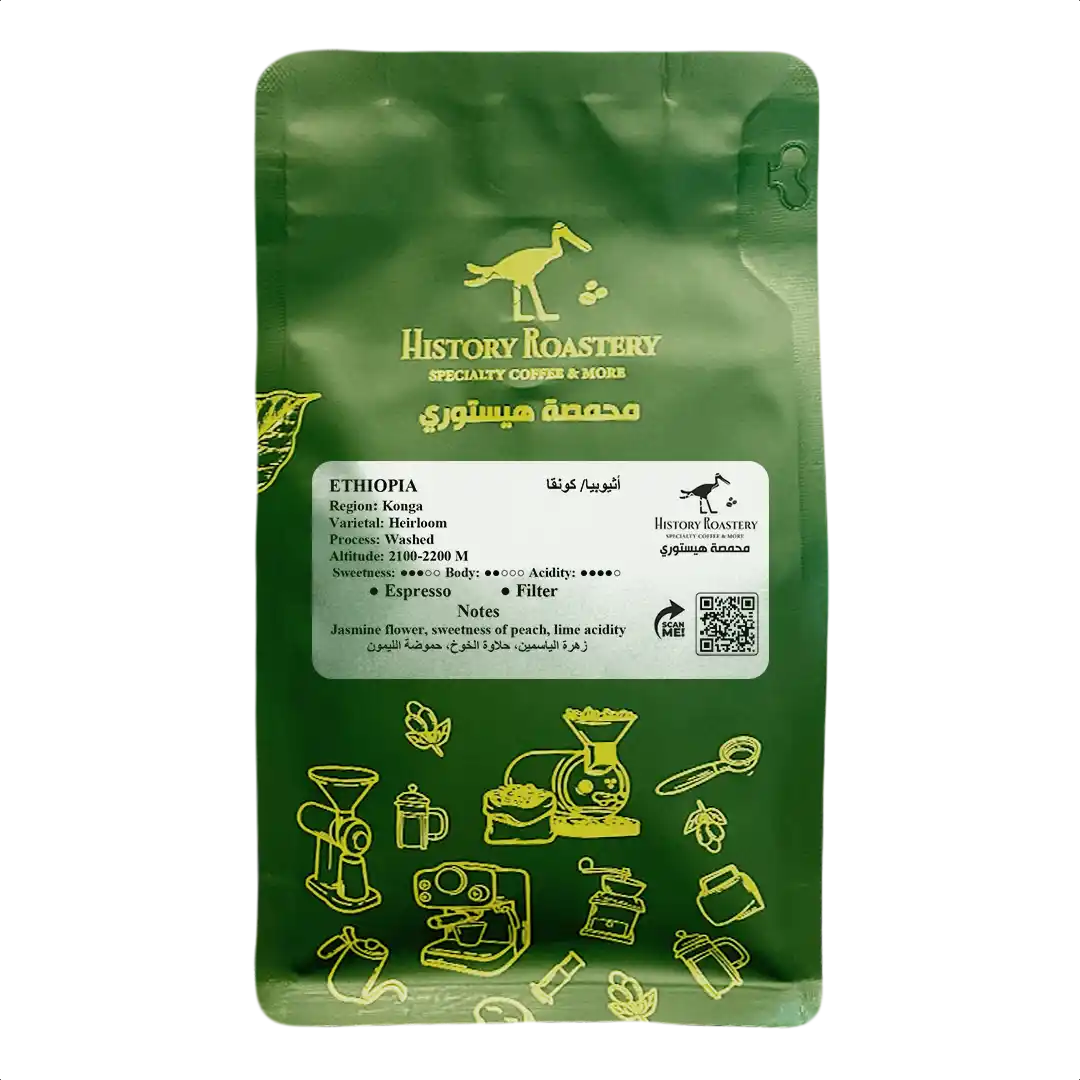 HISTORY ROASTERY
SPECIALTY COFFEE & MORE
محمصة هيستوري
ETHIOPIA أثيوبيا/ كونقا
Region: Konga
Varietal: Heirloom
Process: Washed
Altitude: 2100-2200 M
Sweetness: ●●●○○ Body: ●●○○○ Acidity: ●●●●○
● Espresso ● Filter
Notes
Jasmine flower, sweetness of peach, lime acidity
زهرة الياسمين، حلاوة الخوخ، حموضة الليمون
HISTORY ROASTERY
SPECIALTY COFFEE & MORE
محمصة هيستوري
SCAN
ME!